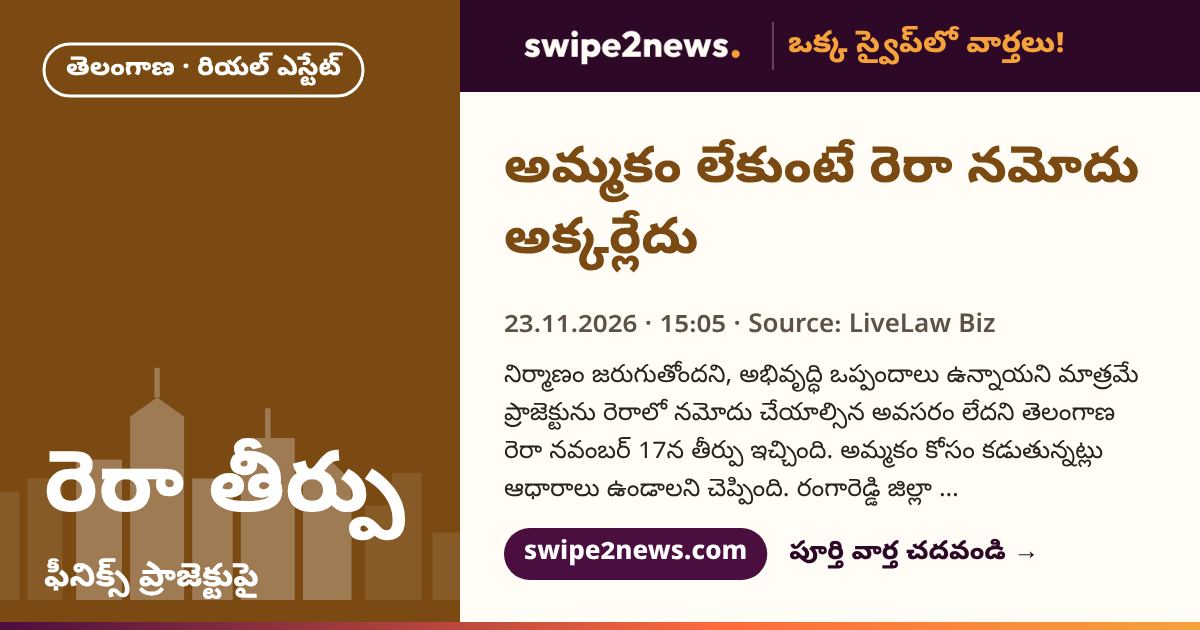 తెలంగాణ · రియల్ ఎస్టేట్
రెరా తీర్పు
ఫీనిక్స్ ప్రాజెక్టుపై
swipe2news.
ఒక్క స్వైప్‌లో వార్తలు!
అమ్మకం లేకుంటే రెరా నమోదు
అక్కర్లేదు
23.11.2026 · 15:05 · Source: LiveLaw Biz
నిర్మాణం జరుగుతోందని, అభివృద్ధి ఒప్పందాలు ఉన్నాయని మాత్రమే
ప్రాజెక్టును రెరాలో నమోదు చేయాల్సిన అవసరం లేదని తెలంగాణ
రెరా నవంబర్ 17న తీర్పు ఇచ్చింది. అమ్మకం కోసం కడుతున్నట్లు
ఆధారాలు ఉండాలని చెప్పింది. రంగారెడ్డి జిల్లా ...
swipe2news.com
పూర్తి వార్త చదవండి →